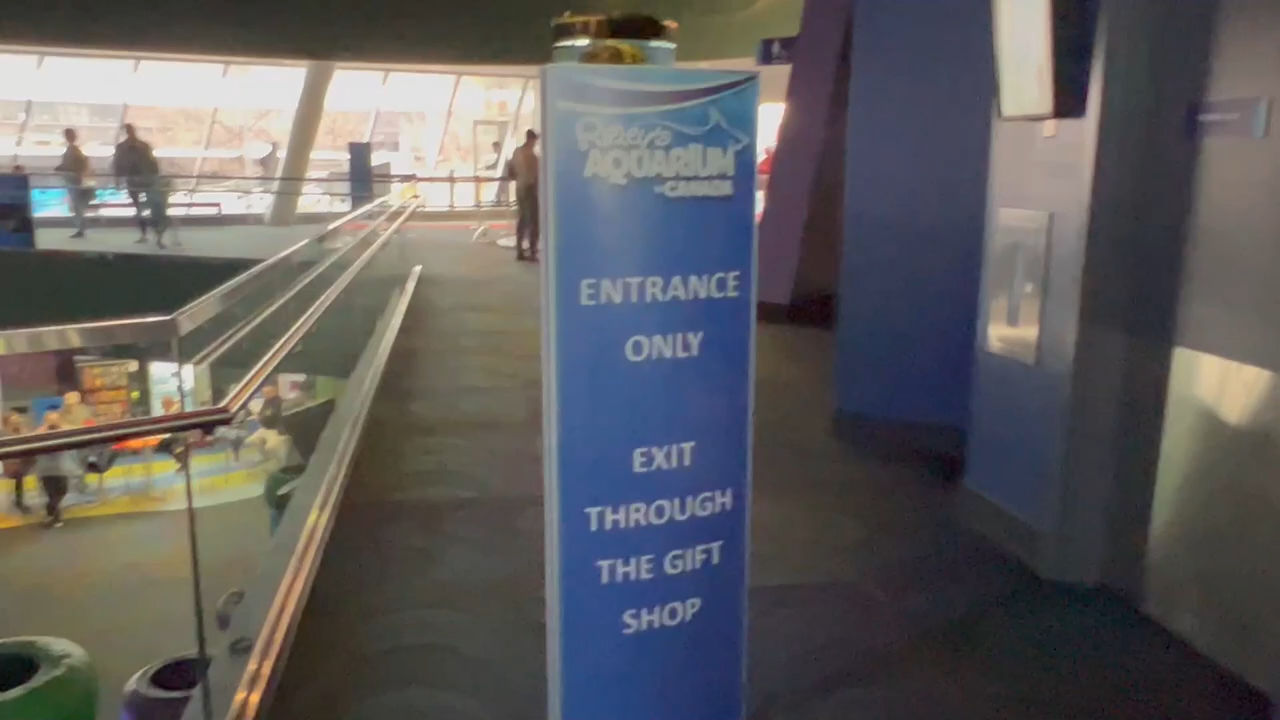 Ripley's
AQUARIUM
OF CANADA
ENTRANCE
ONLY
EXIT
THROUGH
THE GIFT
SHOP